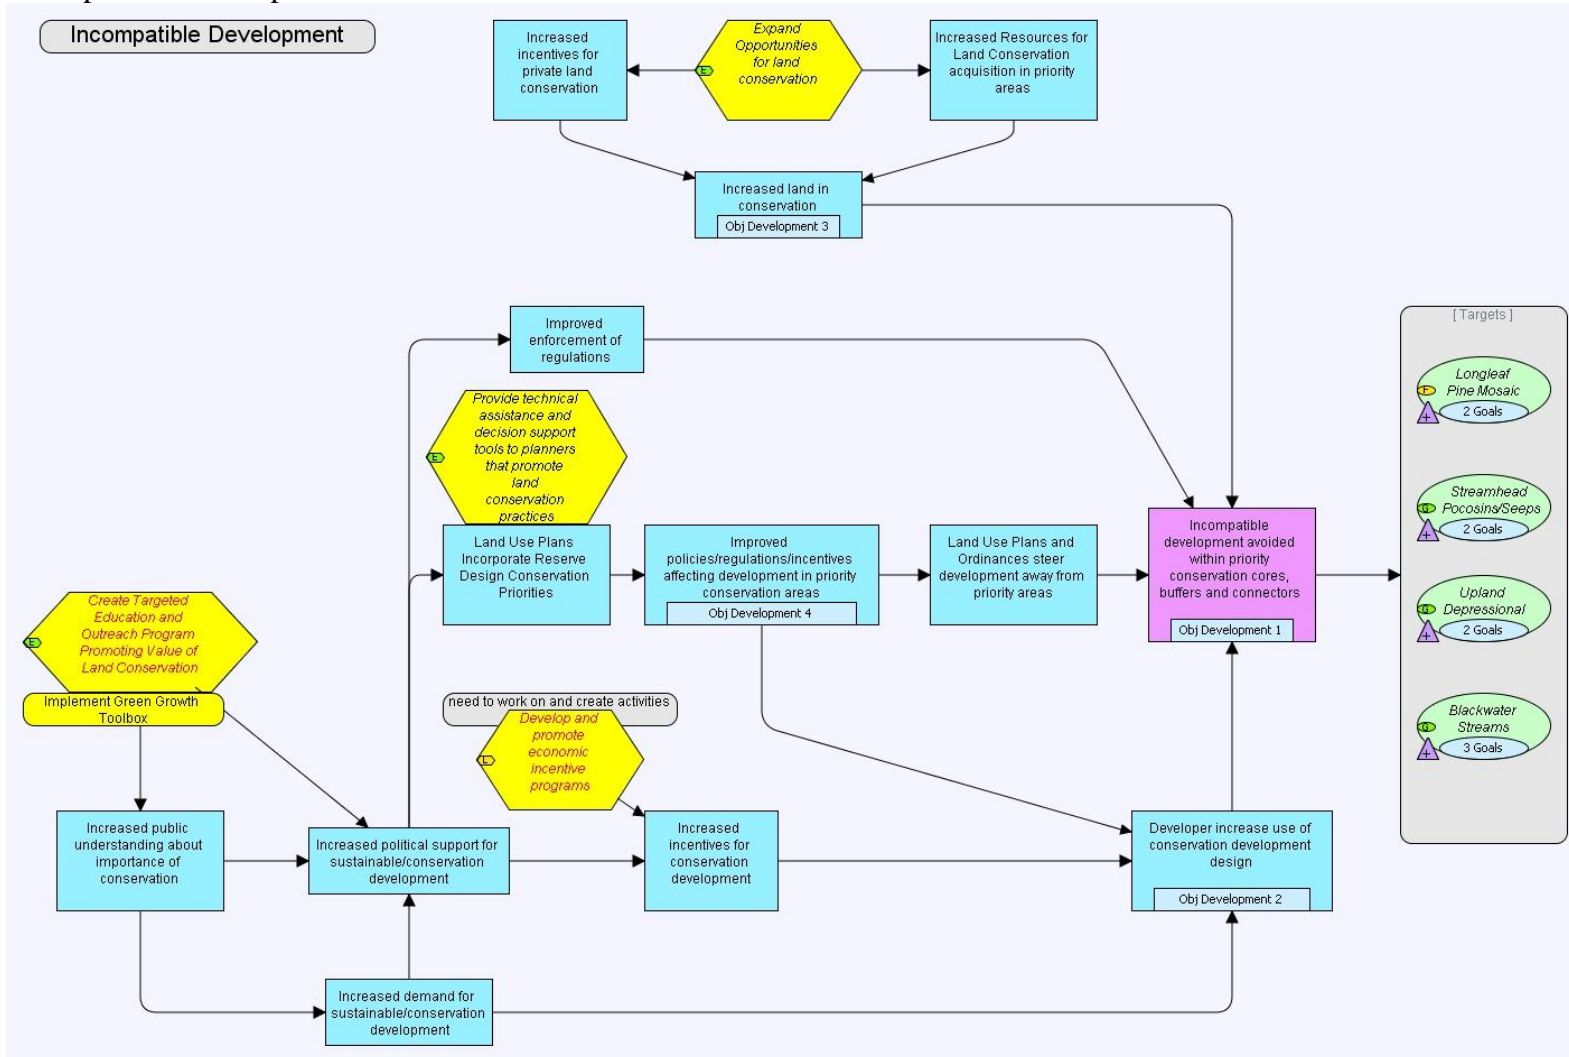 Incompatible Development
Increased
incentives for
private land
conservation
Expand
Opportunities
for land
conservation
E
Increased Resources for
Land Conservation
acquisition in priority
areas
Increased land in
conservation
Obj Development 3
Improved
enforcement of
regulations
Provide technical
assistance and
decision support
tools to planners
that promote
land
conservation
practices
E
Land Use Plans
Incorporate Reserve
Design Conservation
Priorities
Improved
policies/regulations/incentives
affecting development in priority
conservation areas
Obj Development 4
Land Use Plans and
Ordinances steer
development away from
priority areas
Incompatible
development avoided
within priority
conservation cores,
buffers and connectors
Obj Development 1
[ Targets ]
Longleaf
Pine Mosaic
F
2 Goals
Streamhead
Pocosins/Seeps
G
2 Goals
Upland
Depressional
G
2 Goals
Blackwater
Streams
G
3 Goals
Create Targeted
Education and
Outreach Program
Promoting Value of
Land Conservation
E
Implement Green Growth
Toolbox
need to work on and create activities
Develop and
promote
economic
incentive
programs
L
Increased public
understanding about
importance of
conservation
Increased political support for
sustainable/conservation
development
Increased
incentives for
conservation
development
Developer increase use of
conservation development
design
Obj Development 2
Increased demand for
sustainable/conservation
development